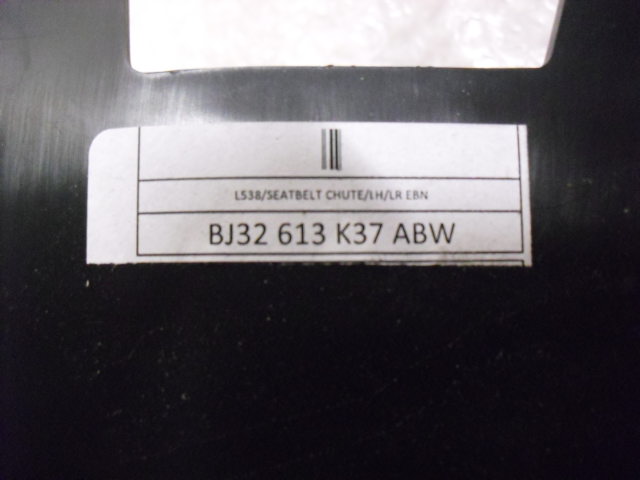 L538/SEATBELT CHUTE/LH/LR EBN
BJ32 613 K37 ABW